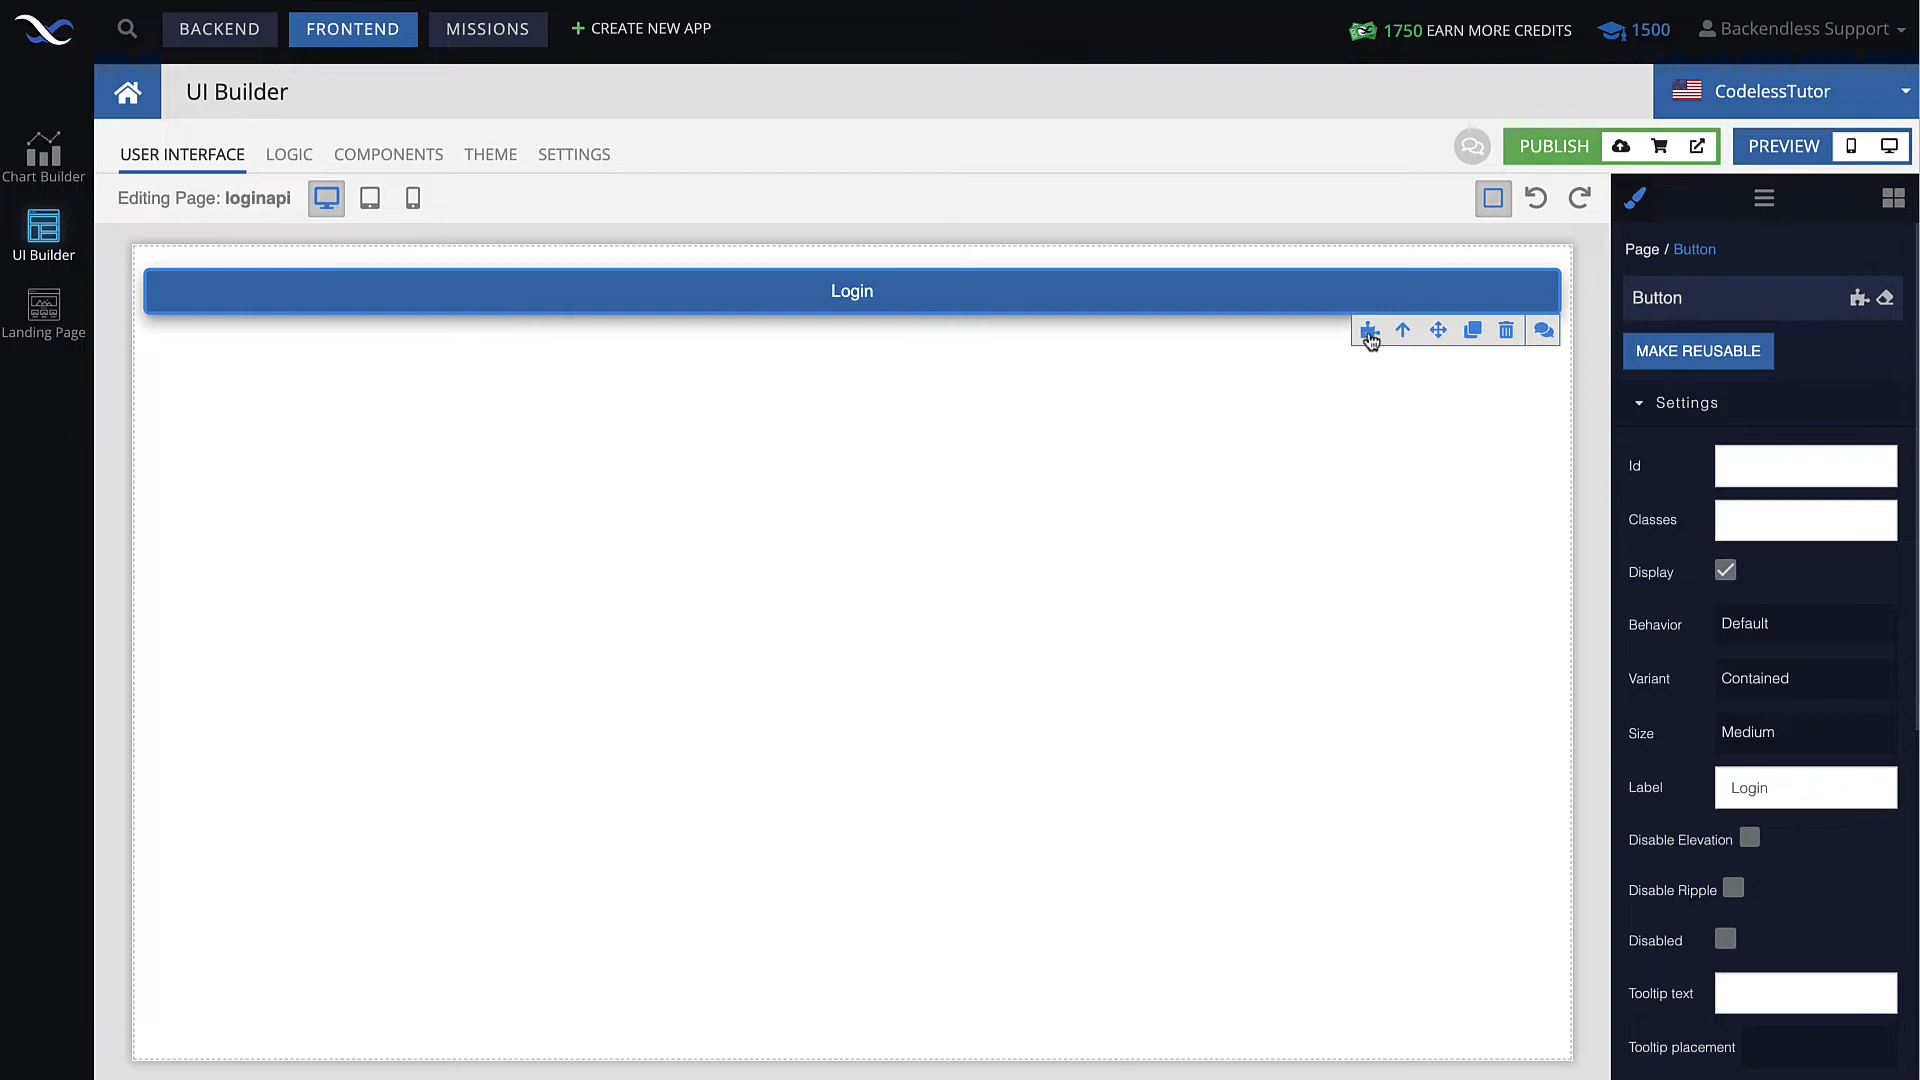 BACKEND
FRONTEND
MISSIONS
+ CREATE NEW APP
1750 EARN MORE CREDITS
1500
Backendless Support
UI Builder
CodelessTutor
Chart Builder
UI Builder
Landing Page
USER INTERFACE
LOGIC
COMPONENTS
THEME
SETTINGS
PUBLISH
PREVIEW
Editing Page: loginapi
Login
Page / Button
Button
MAKE REUSABLE
Settings
Id
Classes
Display
Behavior
Default
Variant
Contained
Size
Medium
Label
Login
Disable Elevation
Disable Ripple
Disabled
Tooltip text
Tooltip placement